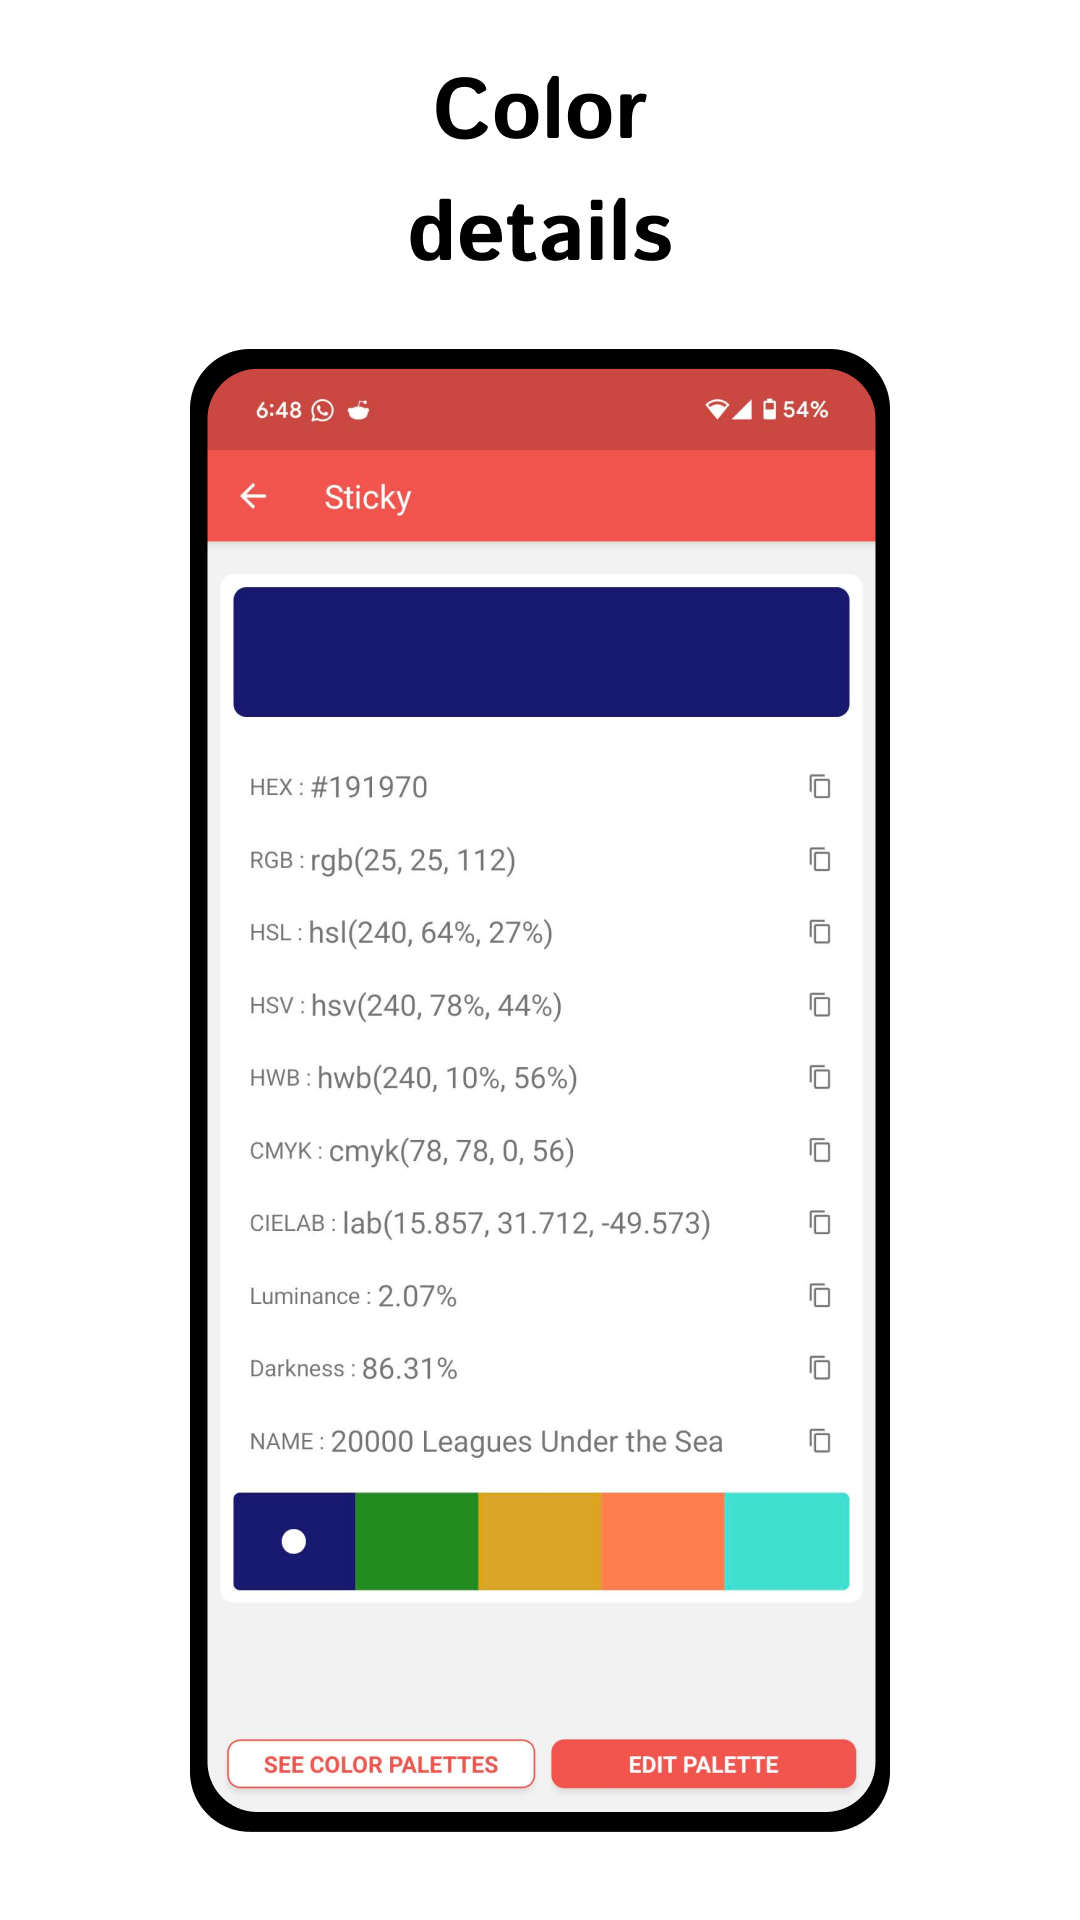 Color
details
6:48 54%
Sticky
HEX : #191970
RGB : rgb(25, 25, 112)
HSL : hsl(240, 64%, 27%)
HSV : hsv(240, 78%, 44%)
HWB : hwb(240, 10%, 56%)
CMYK : cmyk(78, 78, 0, 56)
CIELAB : lab(15.857, 31.712, -49.573)
Luminance : 2.07%
Darkness : 86.31%
NAME : 20000 Leagues Under the Sea
SEE COLOR PALETTES EDIT PALETTE